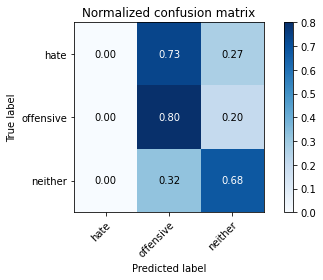 Normalized confusion matrix
True label
hate 0.00 0.73 0.27
offensive 0.00 0.80 0.20
neither 0.00 0.32 0.68
hate offensive neither
Predicted label
0.8
0.7
0.6
0.5
0.4
0.3
0.2
0.1
0.0